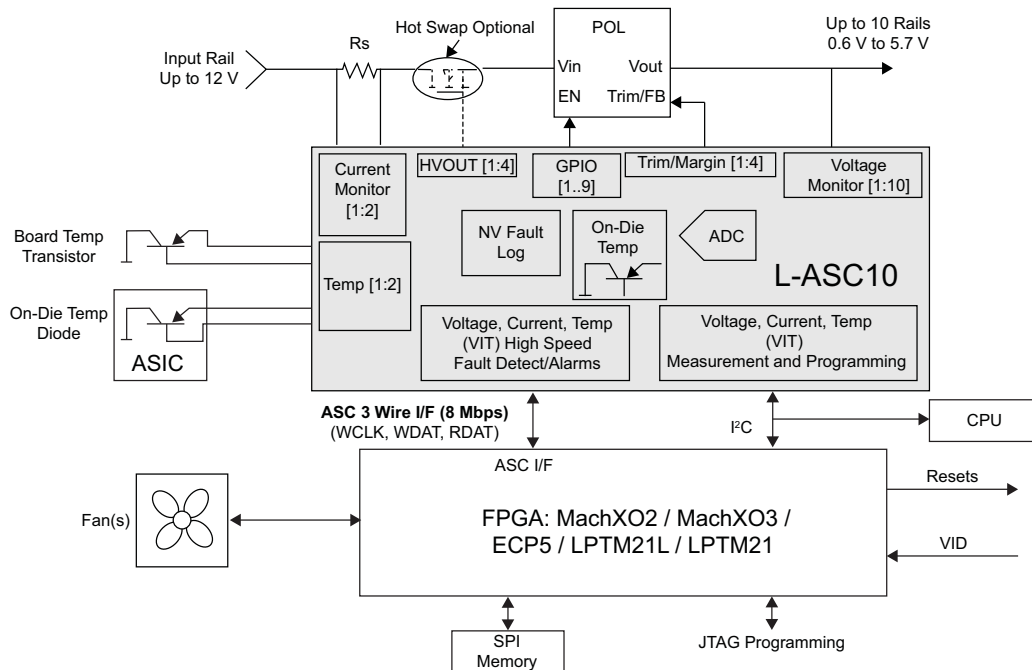 Hot Swap Optional
Input Rail
Up to 12 V
Rs
POL
Vin
Vout
EN
Trim/FB
Up to 10 Rails
0.6 V to 5.7 V
Current
Monitor
[1:2]
HVOUT [1:4]
GPIO
[1..9]
Trim/Margin [1:4]
Voltage
Monitor [1:10]
Board Temp
Transistor
On-Die Temp
Diode
ASIC
Temp [1:2]
NV Fault
Log
On-Die
Temp
ADC
L-ASC10
Voltage, Current, Temp
(VIT) High Speed
Fault Detect/Alarms
Voltage, Current, Temp
(VIT)
Measurement and Programming
ASC 3 Wire I/F (8 Mbps)
(WCLK, WDAT, RDAT)
I²C
CPU
ASC I/F
FPGA: MachXO2 / MachXO3 /
ECP5 / LPTM21L / LPTM21
Fan(s)
Resets
VID
SPI
Memory
JTAG Programming